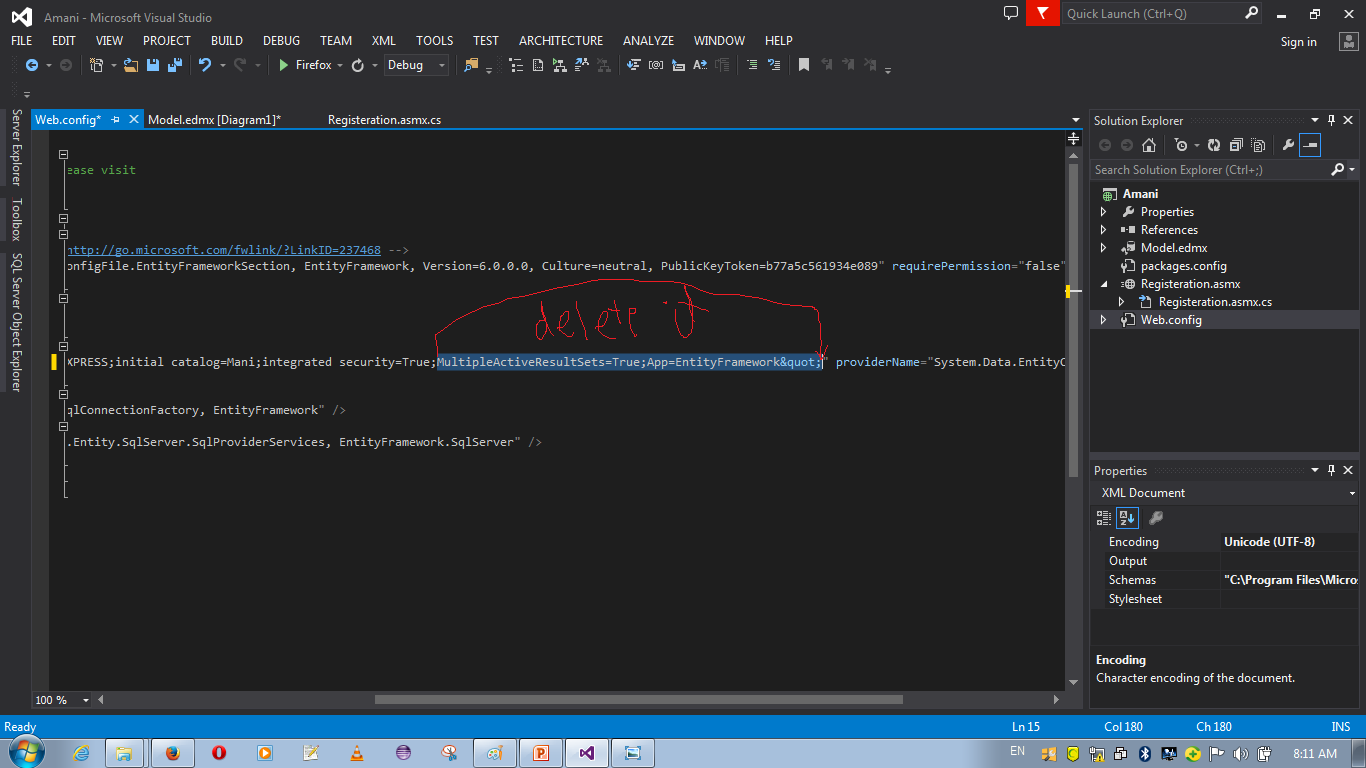 Amani - Microsoft Visual Studio
Quick Launch (Ctrl+Q)
FILE EDIT VIEW PROJECT BUILD DEBUG TEAM XML TOOLS TEST ARCHITECTURE ANALYZE WINDOW HELP
Sign in
Firefox Debug
Server Explorer
Toolbox
SQL Server Object Explorer
Web.config* Model.edmx [Diagram1]* Registeration.asmx.cs
ease visit
http://go.microsoft.com/fwlink/?LinkID=237468 -->
onfigFile.EntityFrameworkSection, EntityFramework, Version=6.0.0.0, Culture=neutral, PublicKeyToken=b77a5c561934e089" requirePermission="false"
delete it
XPRESS;initial catalog=Mani;integrated security=True;MultipleActiveResultSets=True;App=EntityFramework&quot;" providerName="System.Data.EntityC
qlConnectionFactory, EntityFramework" />
.Entity.SqlServer.SqlProviderServices, EntityFramework.SqlServer" />
100 %
Solution Explorer
Search Solution Explorer (Ctrl+;)
Amani
Properties
References
Model.edmx
packages.config
Registeration.asmx
Registeration.asmx.cs
Web.config
Properties
XML Document
Encoding Unicode (UTF-8)
Output
Schemas "C:\Program Files\Micros
Stylesheet
Encoding
Character encoding of the document.
Ready Ln 15 Col 180 Ch 180 INS
EN 8:11 AM